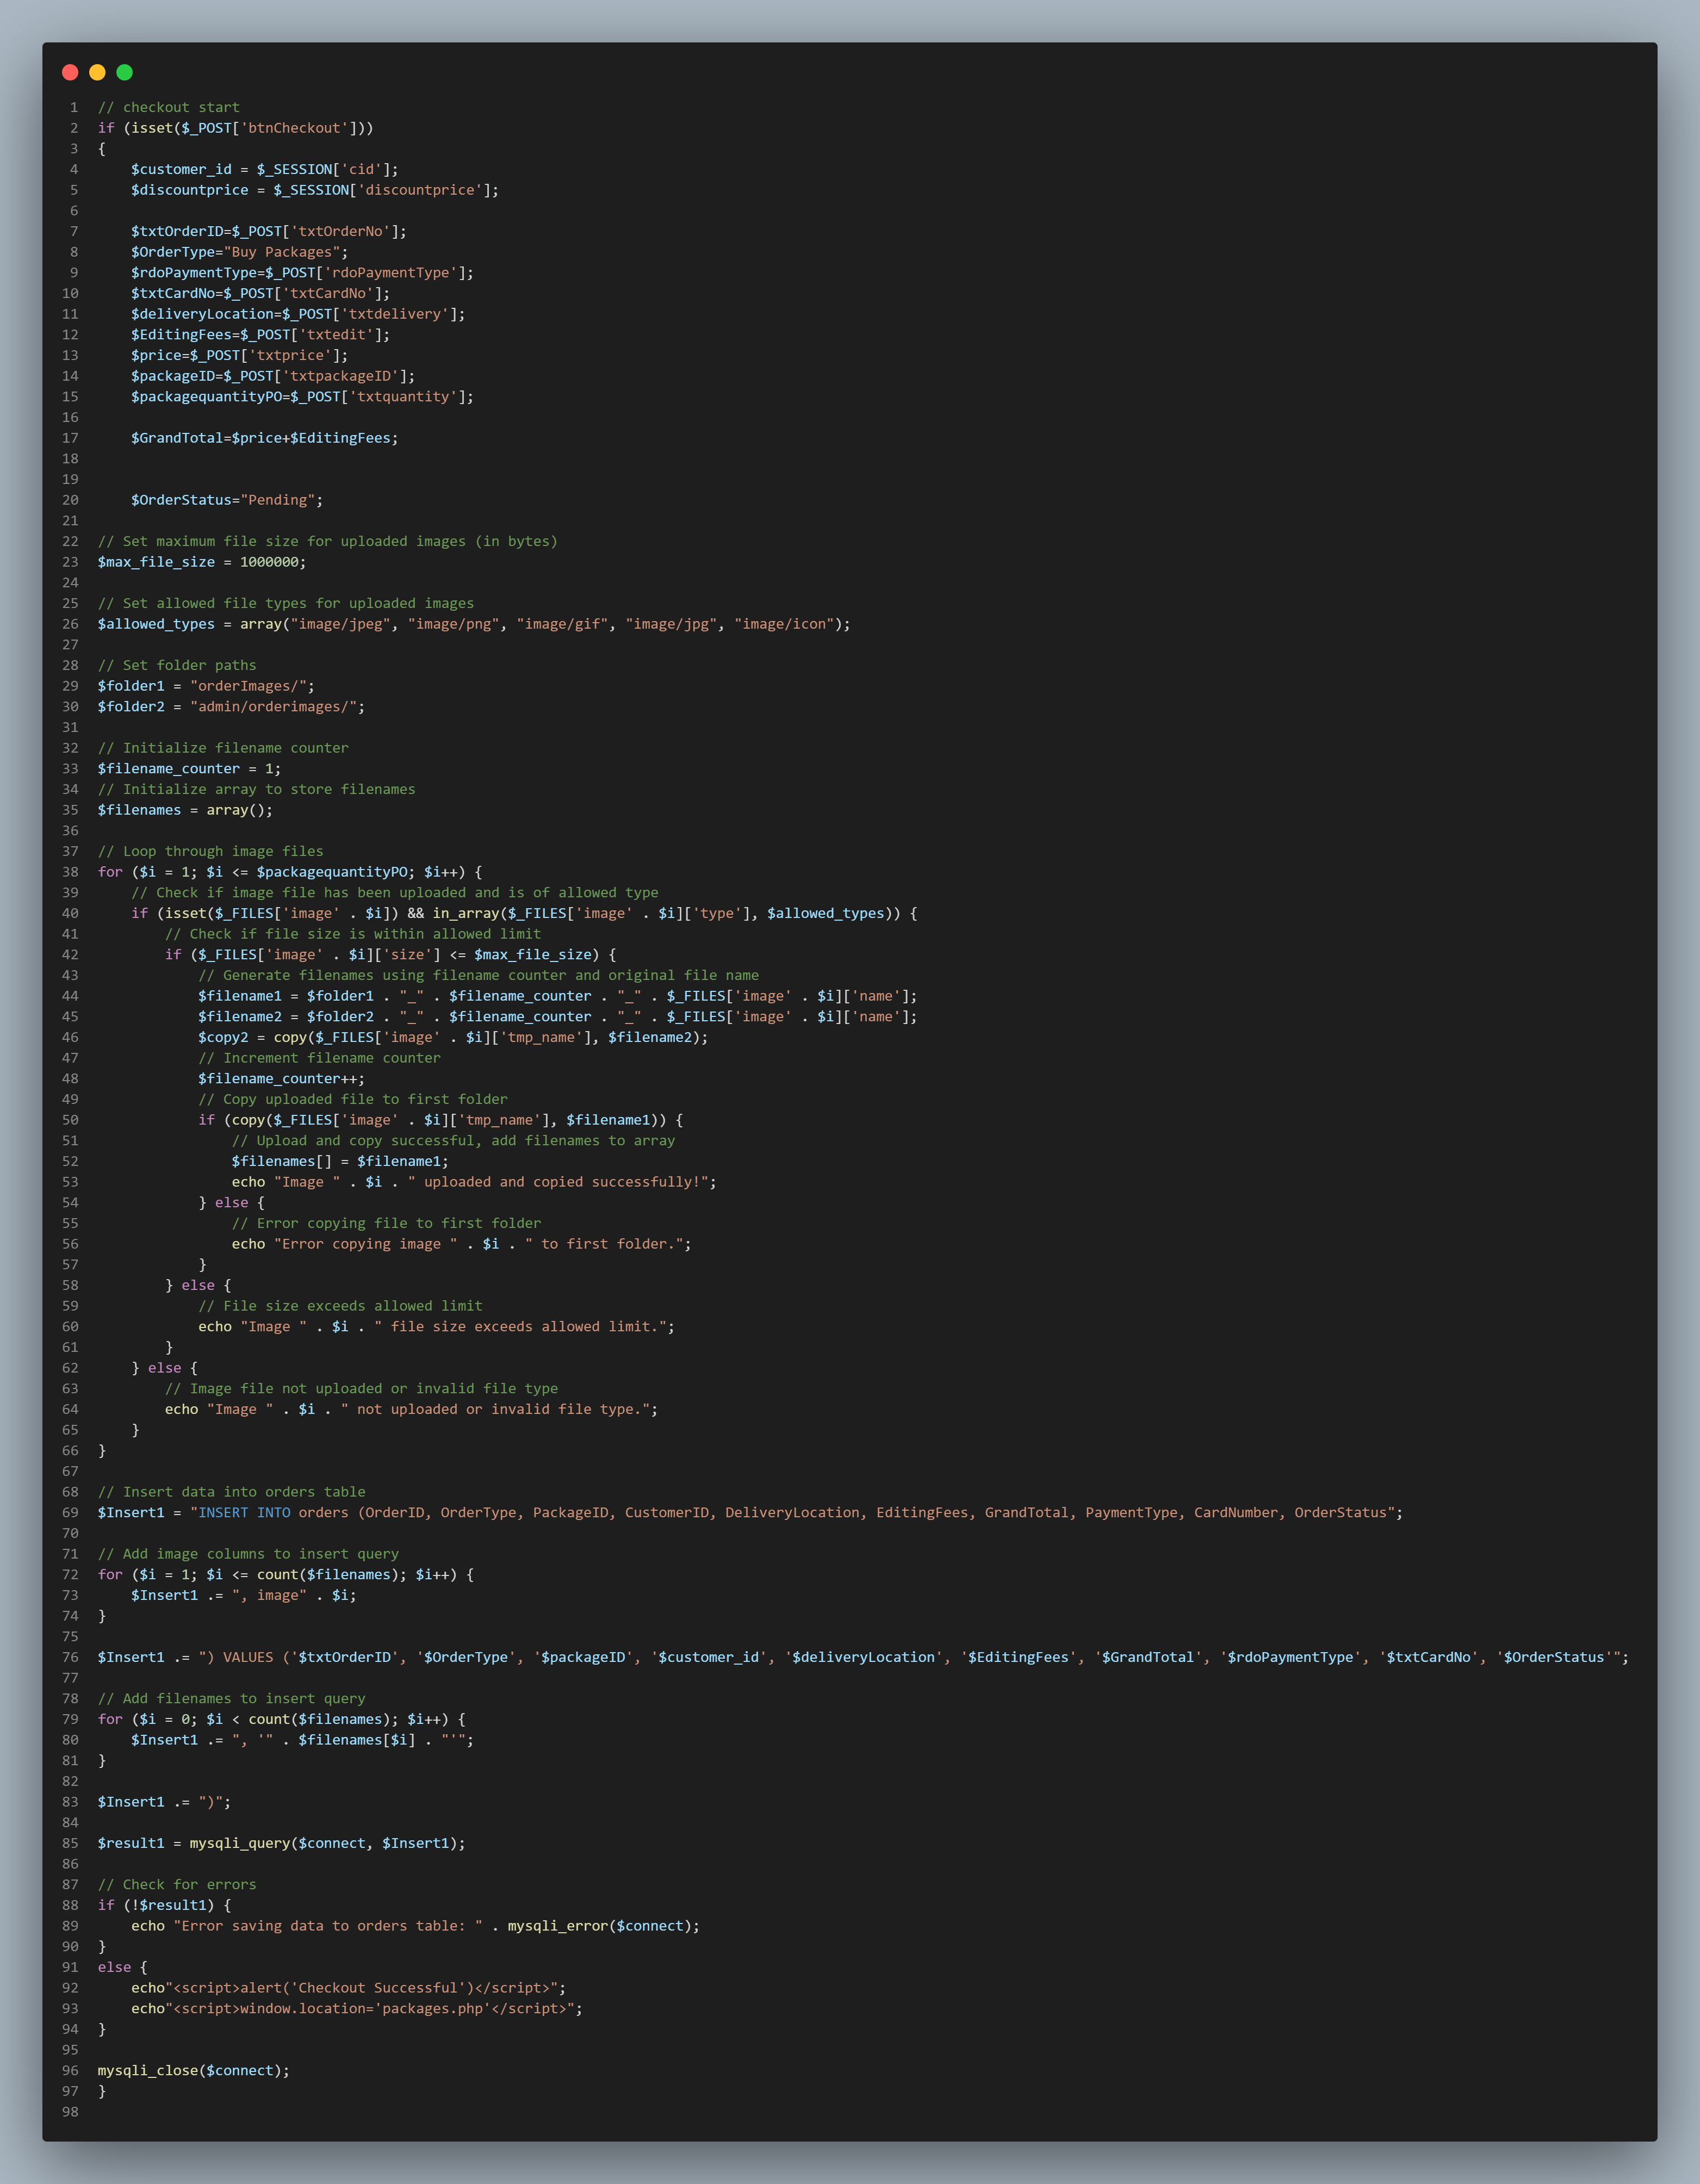 1 // checkout start
2 if (isset($_POST['btnCheckout']))
3 {
4     $customer_id = $_SESSION['cid'];
5     $discountprice = $_SESSION['discountprice'];
6
7     $txtOrderID=$_POST['txtOrderNo'];
8     $OrderType="Buy Packages";
9     $rdoPaymentType=$_POST['rdoPaymentType'];
10     $txtCardNo=$_POST['txtCardNo'];
11     $deliveryLocation=$_POST['txtdelivery'];
12     $EditingFees=$_POST['txtedit'];
13     $price=$_POST['txtprice'];
14     $packageID=$_POST['txtpackageID'];
15     $packagequantityPO=$_POST['txtquantity'];
16
17     $GrandTotal=$price+$EditingFees;
18
19
20     $OrderStatus="Pending";
21
22 // Set maximum file size for uploaded images (in bytes)
23 $max_file_size = 1000000;
24
25 // Set allowed file types for uploaded images
26 $allowed_types = array("image/jpeg", "image/png", "image/gif", "image/jpg", "image/icon");
27
28 // Set folder paths
29 $folder1 = "orderImages/";
30 $folder2 = "admin/orderimages/";
31
32 // Initialize filename counter
33 $filename_counter = 1;
34 // Initialize array to store filenames
35 $filenames = array();
36
37 // Loop through image files
38 for ($i = 1; $i <= $packagequantityPO; $i++) {
39     // Check if image file has been uploaded and is of allowed type
40     if (isset($_FILES['image' . $i]) && in_array($_FILES['image' . $i]['type'], $allowed_types)) {
41         // Check if file size is within allowed limit
42         if ($_FILES['image' . $i]['size'] <= $max_file_size) {
43             // Generate filenames using filename counter and original file name
44             $filename1 = $folder1 . "_" . $filename_counter . "_" . $_FILES['image' . $i]['name'];
45             $filename2 = $folder2 . "_" . $filename_counter . "_" . $_FILES['image' . $i]['name'];
46             $copy2 = copy($_FILES['image' . $i]['tmp_name'], $filename2);
47             // Increment filename counter
48             $filename_counter++;
49             // Copy uploaded file to first folder
50             if (copy($_FILES['image' . $i]['tmp_name'], $filename1)) {
51                 // Upload and copy successful, add filenames to array
52                 $filenames[] = $filename1;
53                 echo "Image " . $i . " uploaded and copied successfully!";
54             } else {
55                 // Error copying file to first folder
56                 echo "Error copying image " . $i . " to first folder.";
57             }
58         } else {
59             // File size exceeds allowed limit
60             echo "Image " . $i . " file size exceeds allowed limit.";
61         }
62     } else {
63         // Image file not uploaded or invalid file type
64         echo "Image " . $i . " not uploaded or invalid file type.";
65     }
66 }
67
68 // Insert data into orders table
69 $Insert1 = "INSERT INTO orders (OrderID, OrderType, PackageID, CustomerID, DeliveryLocation, EditingFees, GrandTotal, PaymentType, CardNumber, OrderStatus";
70
71 // Add image columns to insert query
72 for ($i = 1; $i <= count($filenames); $i++) {
73     $Insert1 .= ", image" . $i;
74 }
75
76 $Insert1 .= ") VALUES ('$txtOrderID', '$OrderType', '$packageID', '$customer_id', '$deliveryLocation', '$EditingFees', '$GrandTotal', '$rdoPaymentType', '$txtCardNo', '$OrderStatus'";
77
78 // Add filenames to insert query
79 for ($i = 0; $i < count($filenames); $i++) {
80     $Insert1 .= ", '" . $filenames[$i] . "'";
81 }
82
83 $Insert1 .= ")";
84
85 $result1 = mysqli_query($connect, $Insert1);
86
87 // Check for errors
88 if (!$result1) {
89     echo "Error saving data to orders table: " . mysqli_error($connect);
90 }
91 else {
92     echo"<script>alert('Checkout Successful')</script>";
93     echo"<script>window.location='packages.php'</script>";
94 }
95
96 mysqli_close($connect);
97 }
98